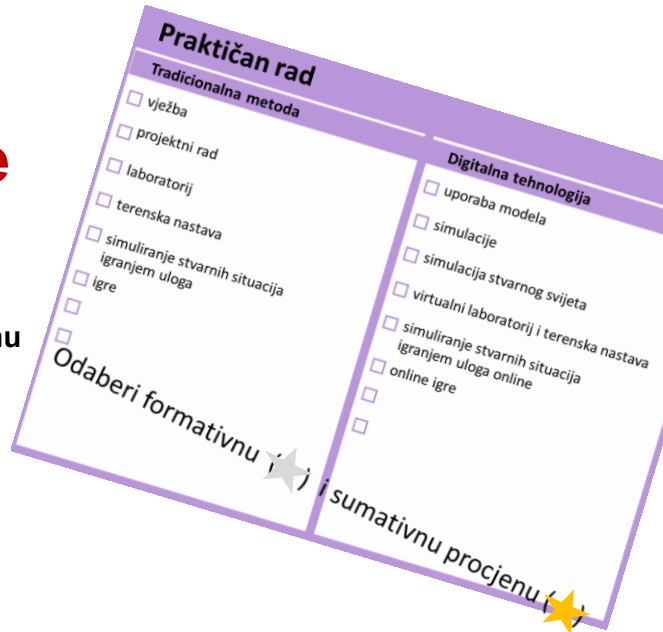 Praktičan rad
Tradicionalna metoda
vježba
projektni rad
laboratorij
terenska nastava
simuliranje stvarnih situacija
igranjem uloga
igre
Digitalna tehnologija
uporaba modela
simulacije
simulacija stvarnog svijeta
virtualni laboratorij i terenska nastava
simuliranje stvarnih situacija
igranjem uloga online
online igre
Odaberi formativnu ( ) i sumativnu procjenu ( )